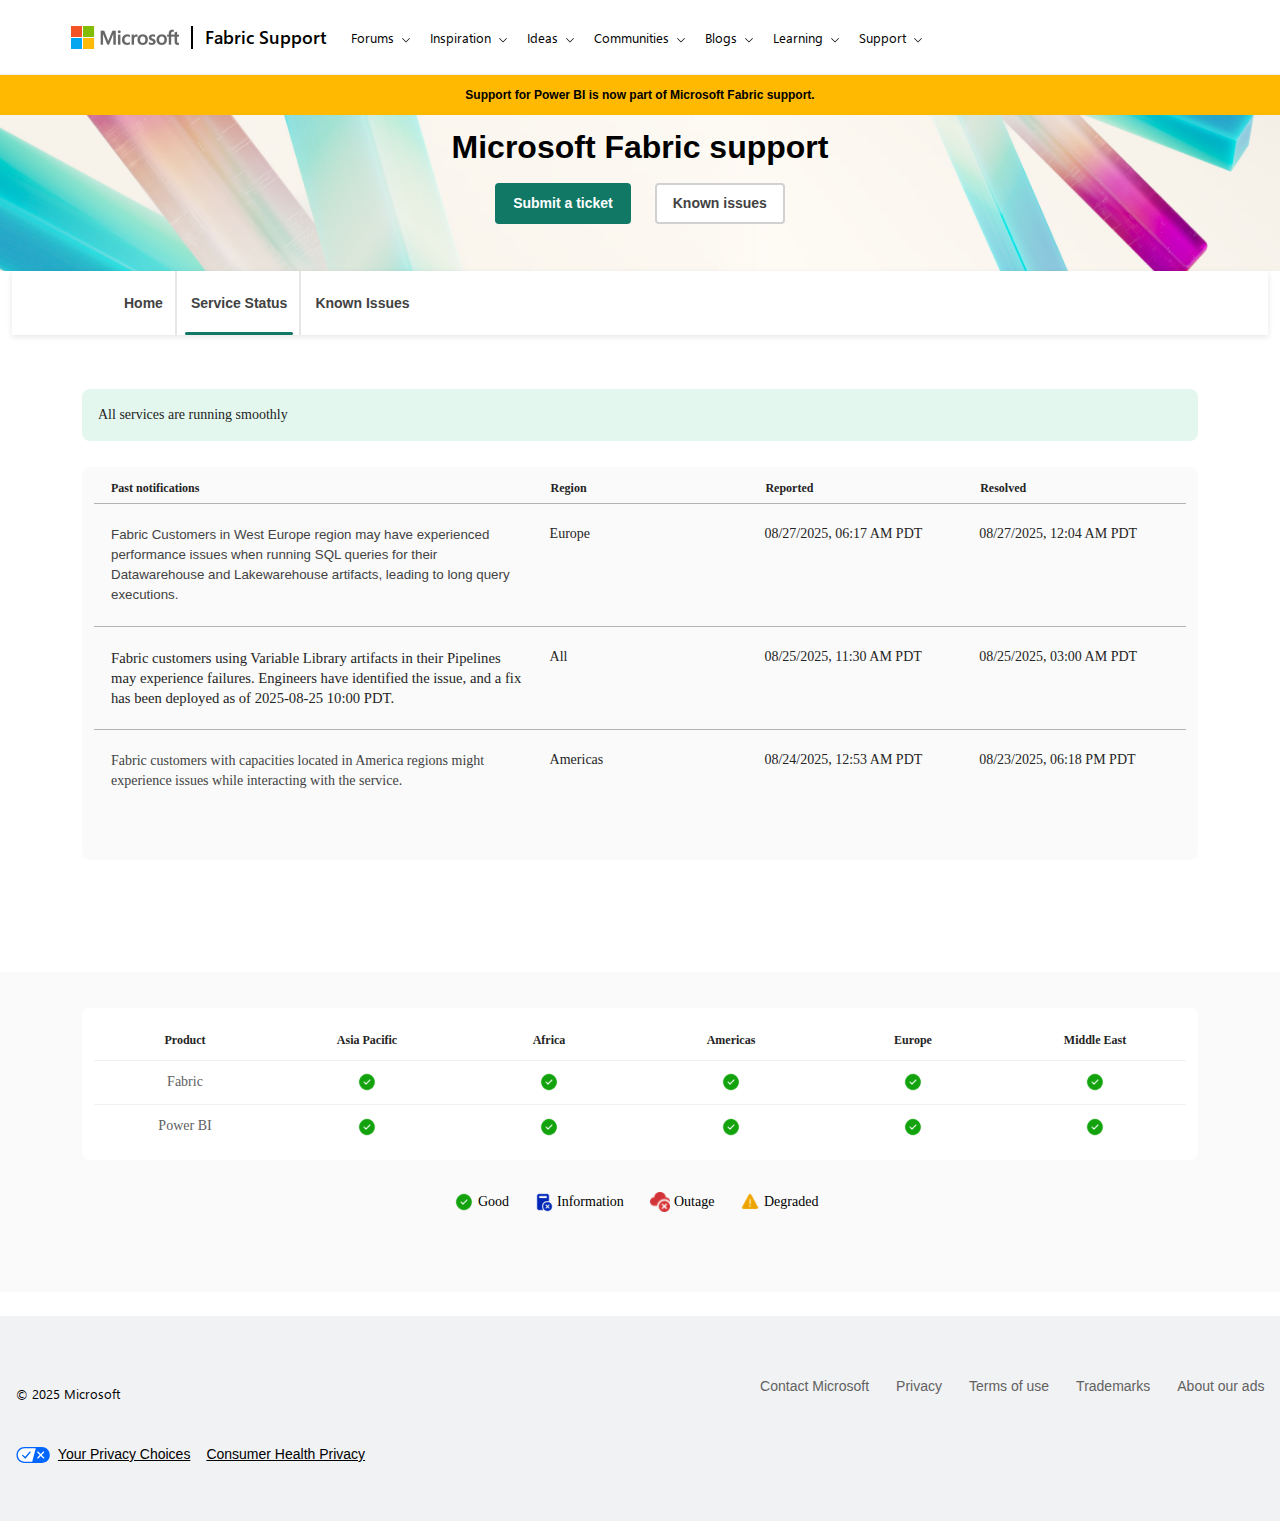 Microsoft Fabric Support Forums Inspiration Ideas Communities Blogs Learning Support
Support for Power BI is now part of Microsoft Fabric support.
Microsoft Fabric support
Submit a ticket Known issues
Home Service Status Known Issues
All services are running smoothly
Past notifications Region Reported Resolved
Fabric Customers in West Europe region may have experienced Europe 08/27/2025, 06:17 AM PDT 08/27/2025, 12:04 AM PDT
performance issues when running SQL queries for their
Datawarehouse and Lakewarehouse artifacts, leading to long query
executions.
Fabric customers using Variable Library artifacts in their Pipelines All 08/25/2025, 11:30 AM PDT 08/25/2025, 03:00 AM PDT
may experience failures. Engineers have identified the issue, and a fix
has been deployed as of 2025-08-25 10:00 PDT.
Fabric customers with capacities located in America regions might Americas 08/24/2025, 12:53 AM PDT 08/23/2025, 06:18 PM PDT
experience issues while interacting with the service.
Product Asia Pacific Africa Americas Europe Middle East
Fabric
Power BI
Good Information Outage Degraded
Contact Microsoft Privacy Terms of use Trademarks About our ads
© 2025 Microsoft
Your Privacy Choices Consumer Health Privacy